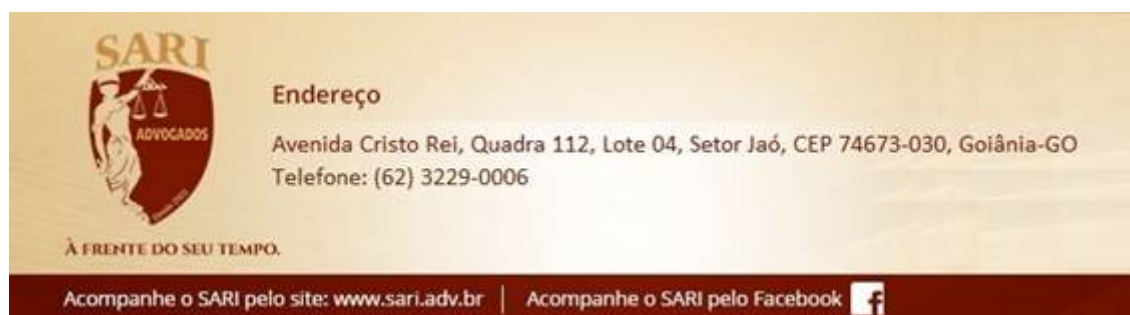 SARI
ADVOGADOS
À FRENTE DO SEU TEMPO.
Endereço
Avenida Cristo Rei, Quadra 112, Lote 04, Setor Jaó, CEP 74673-030, Goiânia-GO
Telefone: (62) 3229-0006
Acompanhe o SARI pelo site: www.sari.adv.br | Acompanhe o SARI pelo Facebook f